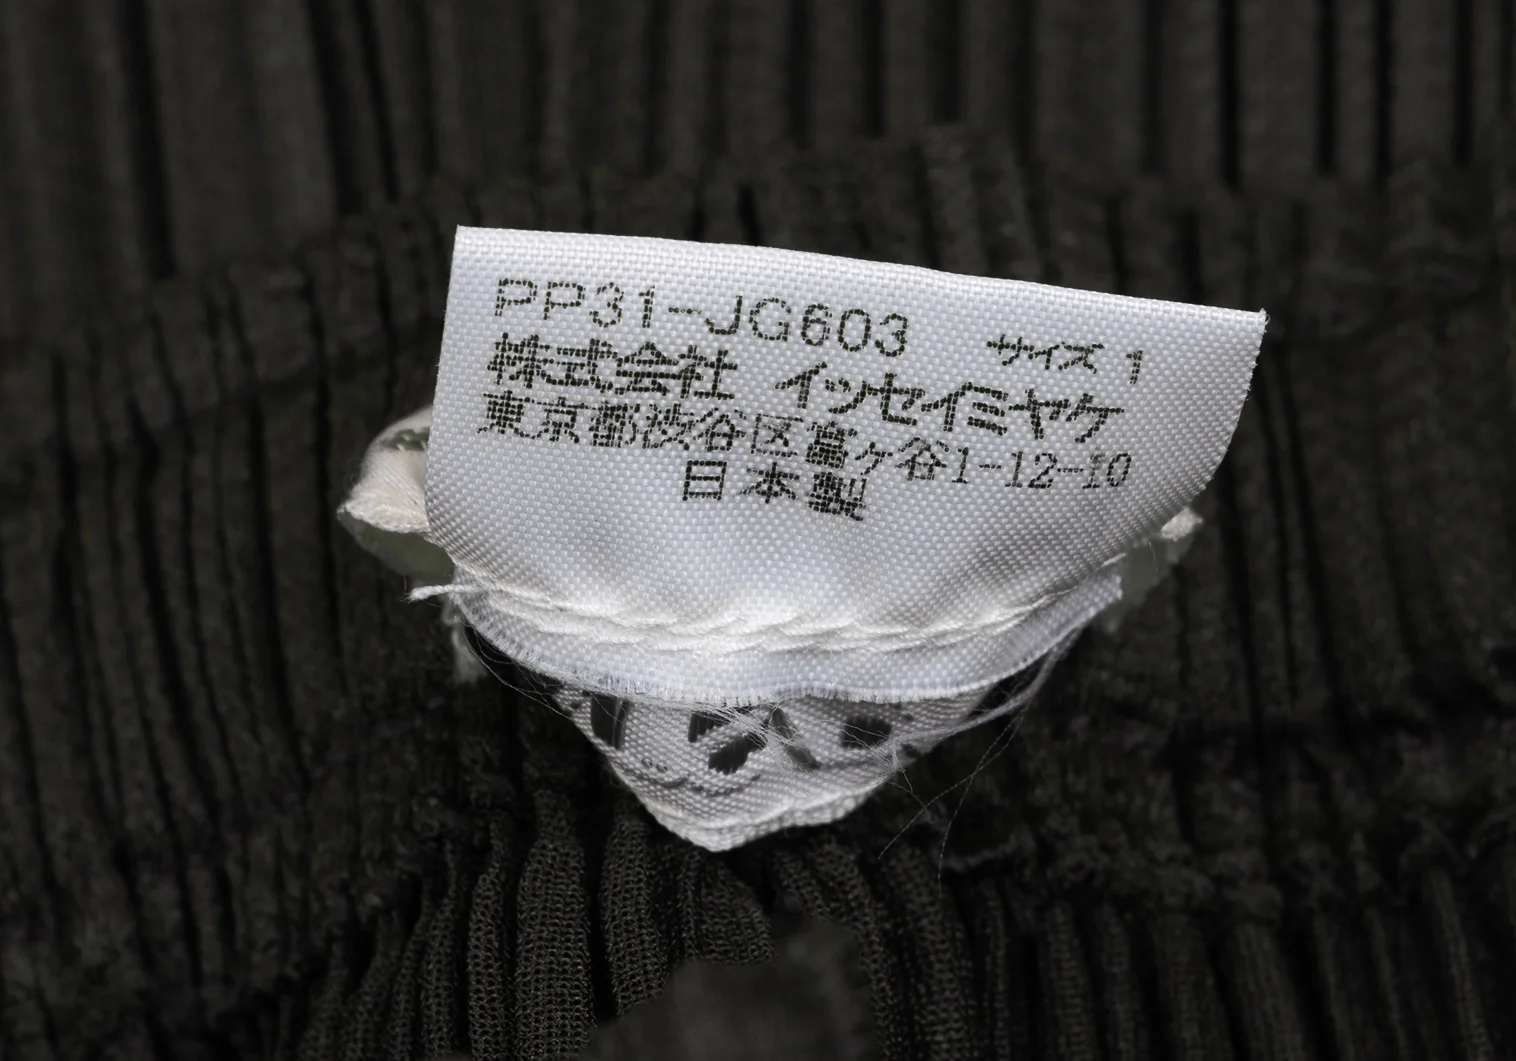 PP31-JG603 サイズ 1
株式会社 イッセイミヤケ
東京都渋谷区富ヶ谷1-12-10
日本製